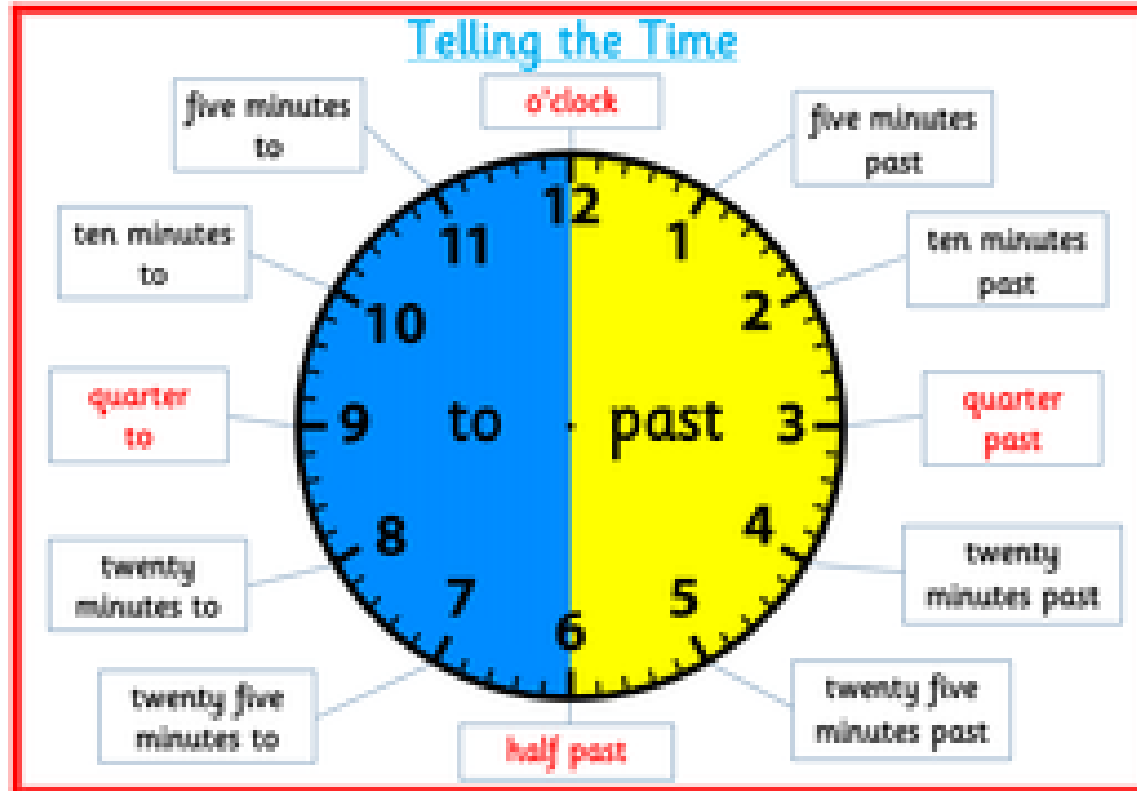 Telling the Time
o'clock
five minutes
past
ten minutes
past
quarter
past
twenty
minutes past
twenty five
minutes past
half past
twenty five
minutes to
twenty
minutes to
quarter
to
ten minutes
to
five minutes
to
12
1
2
3
4
5
6
7
8
9
10
11
to
past